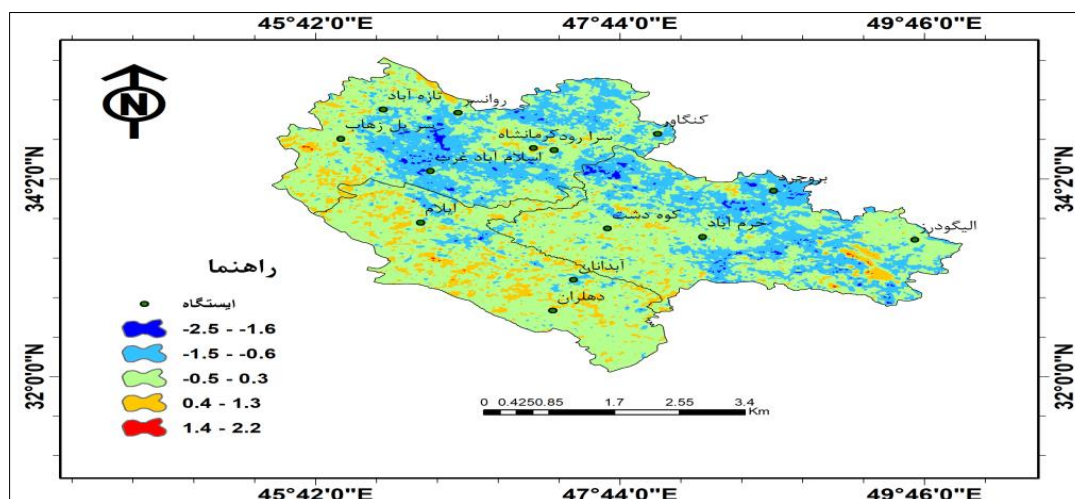 45°42'0"E 47°44'0"E 49°46'0"E
N
تازه آباد
روانسر
سر پل زهاب
کرمانشاه
سرا رود
کنگاور
اسلام آباد غرب
34°2'0"N
34°2'0"N
بروجرد
ایلام
کوه دشت
خرم آباد
الیگودرز
آبدانان
دهلران
راهنما
ایستگاه
-2.5 - -1.6
-1.5 - -0.6
-0.5 - 0.3
0.4 - 1.3
1.4 - 2.2
32°0'0"N
32°0'0"N
0 0.425 0.85 1.7 2.55 3.4
Km
45°42'0"E 47°44'0"E 49°46'0"E